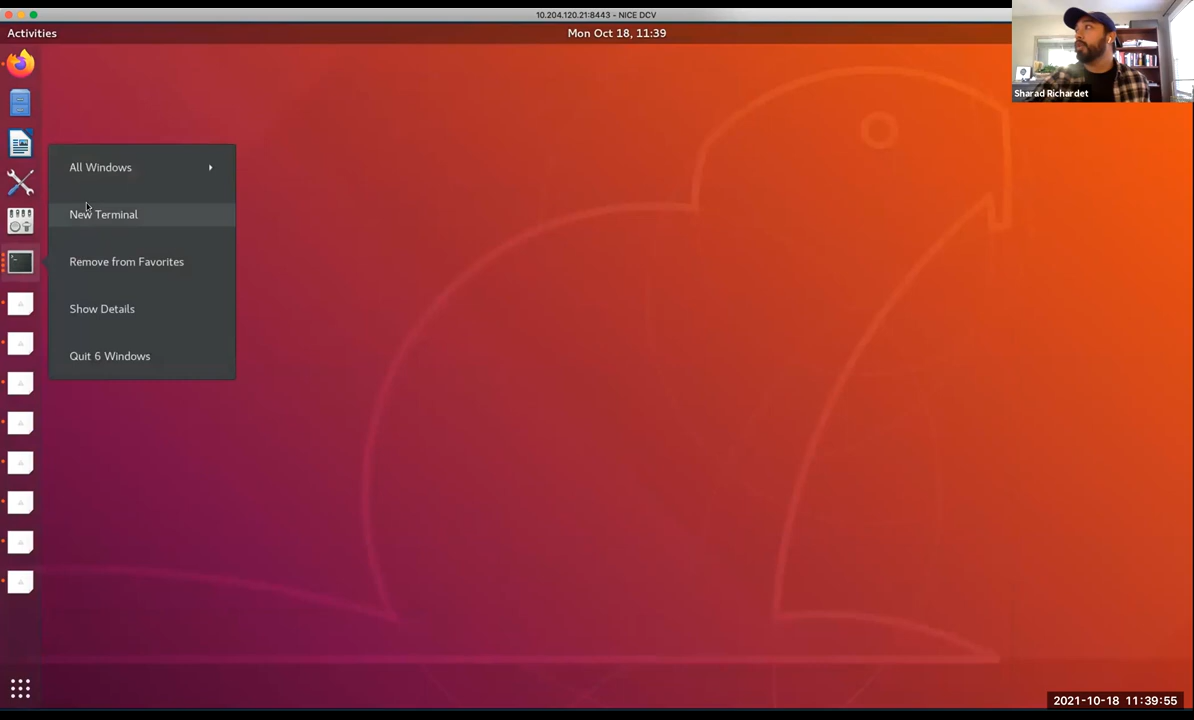 10.204.120.21:8443 - NICE DCV
Activities
Mon Oct 18, 11:39
Sharad Richardet
All Windows
New Terminal
Remove from Favorites
Show Details
Quit 6 Windows
2021-10-18 11:39:55